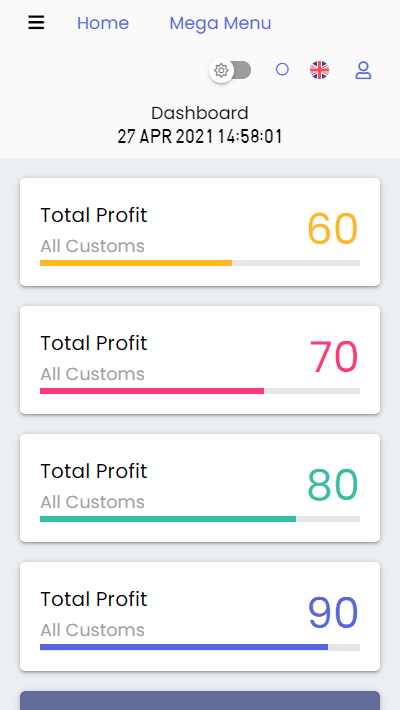 Home Mega Menu
Dashboard
27 APR 2021 14:58:01
Total Profit
All Customs
60
Total Profit
All Customs
70
Total Profit
All Customs
80
Total Profit
All Customs
90